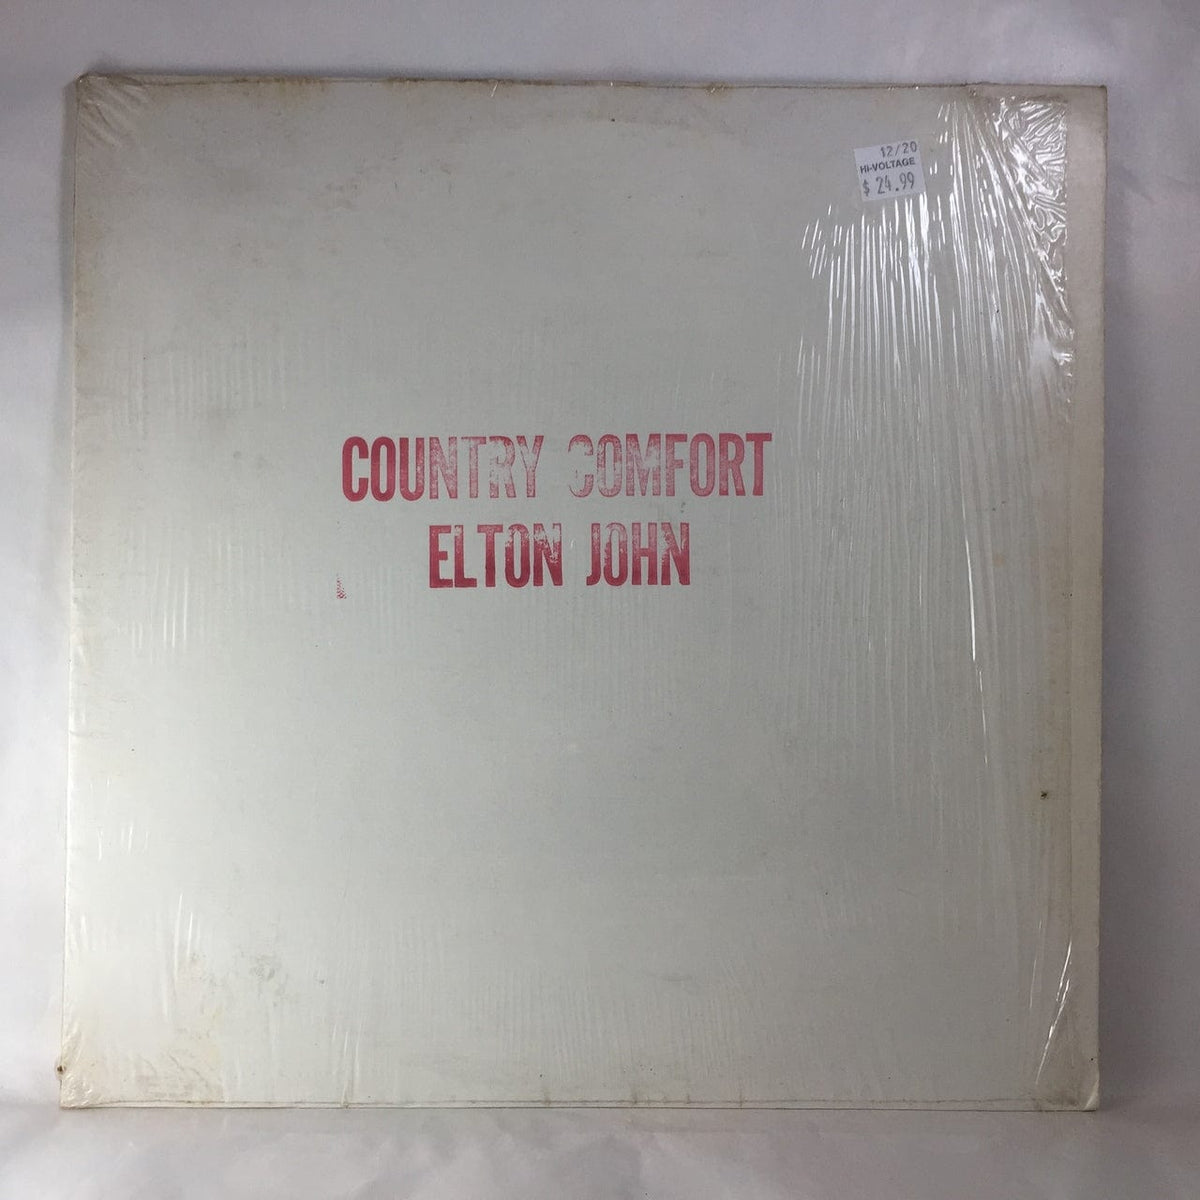 12/20
HI-VOLTAGE
$ 24.99
COUNTRY COMFORT
ELTON JOHN